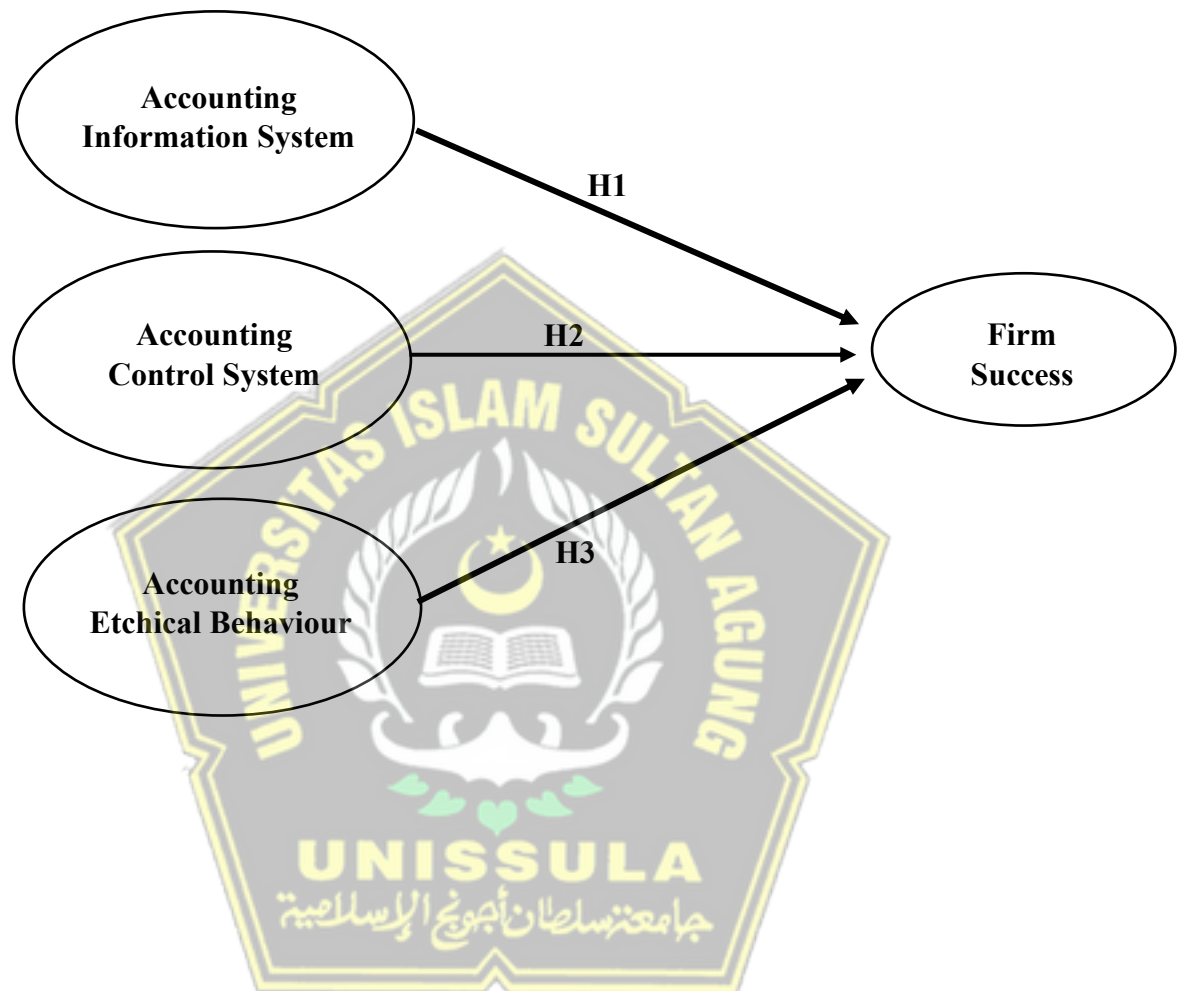 Accounting
Information System
H1
Accounting
Control System
H2
Firm
Success
UNIVERSITAS ISLAM SULTAN AGUNG
H3
Accounting
Etchical Behaviour
UNISSULA
جامعة سلطان أجونج الإسلامية